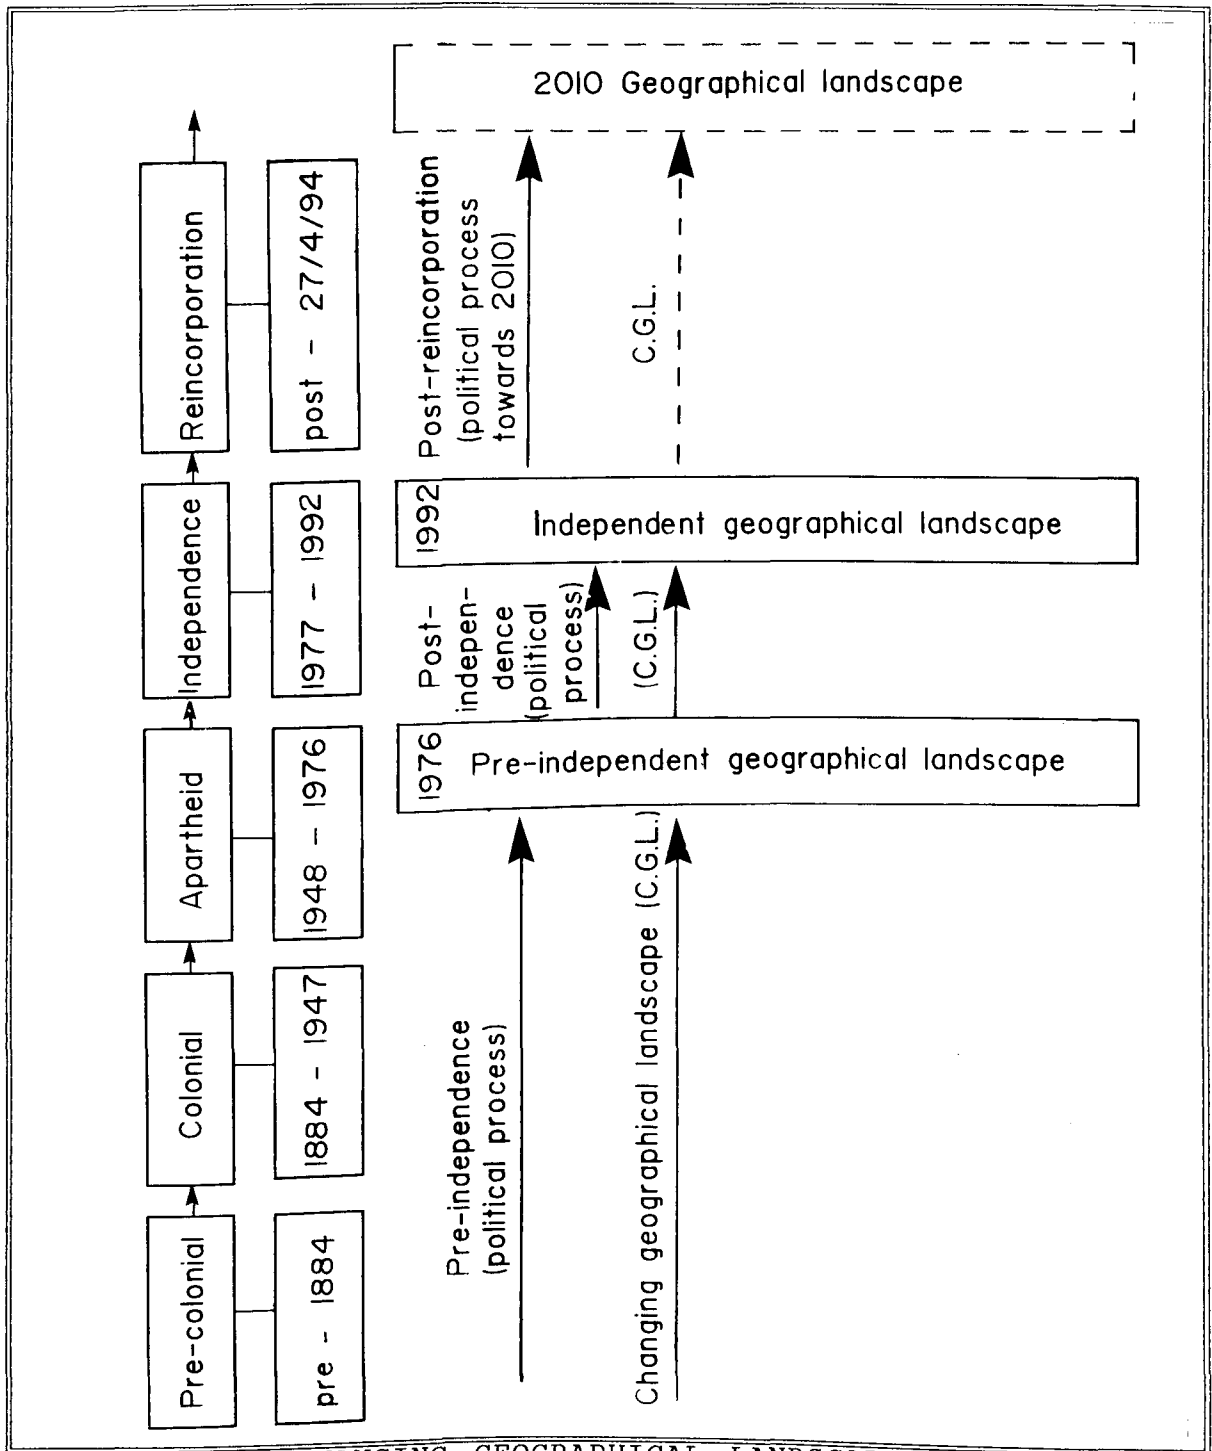 2010 Geographical landscape
Reincorporation
post - 27/4/94
Post-reincorporation
(political process
towards 2010)
C.G.L.
1992
Independent geographical landscape
Independence
1977 - 1992
Post-
indepen-
dence
(political
process)
(C.G.L.)
1976
Pre-independent geographical landscape
Apartheid
1948 - 1976
Colonial
1884 - 1947
Pre-independence
(political process)
Changing geographical landscape (C.G.L.)
Pre-colonial
pre - 1884
GEOGRAPHICAL